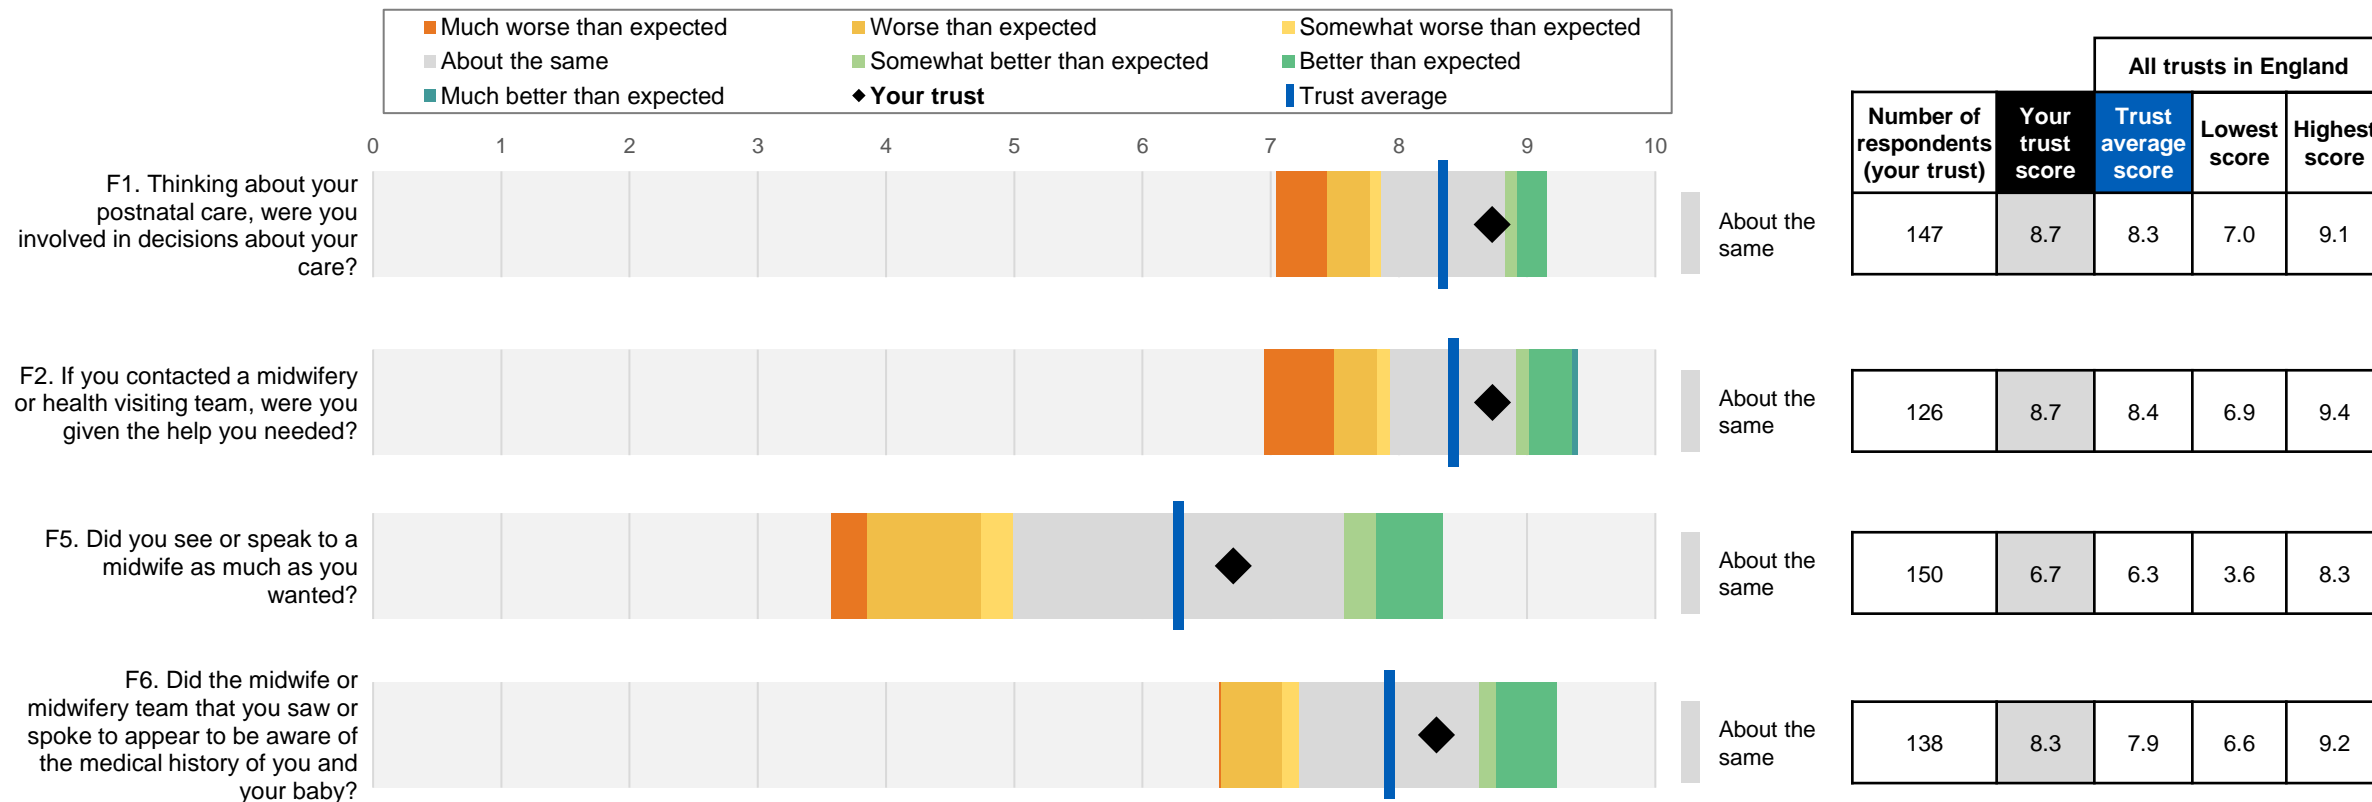 Much worse than expected
Worse than expected
Somewhat worse than expected
About the same
Somewhat better than expected
Better than expected
Much better than expected
Your trust
Trust average
All trusts in England
Number of
respondents
(your trust)
Your
trust
score
Trust
average
score
Lowest
score
Highest
score
0 1 2 3 4 5 6 7 8 9 10
F1. Thinking about your
postnatal care, were you
involved in decisions about your
care?
About the
same
147 8.7 8.3 7.0 9.1
F2. If you contacted a midwifery
or health visiting team, were you
given the help you needed?
About the
same
126 8.7 8.4 6.9 9.4
F5. Did you see or speak to a
midwife as much as you
wanted?
About the
same
150 6.7 6.3 3.6 8.3
F6. Did the midwife or
midwifery team that you saw or
spoke to appear to be aware of
the medical history of you and
your baby?
About the
same
138 8.3 7.9 6.6 9.2